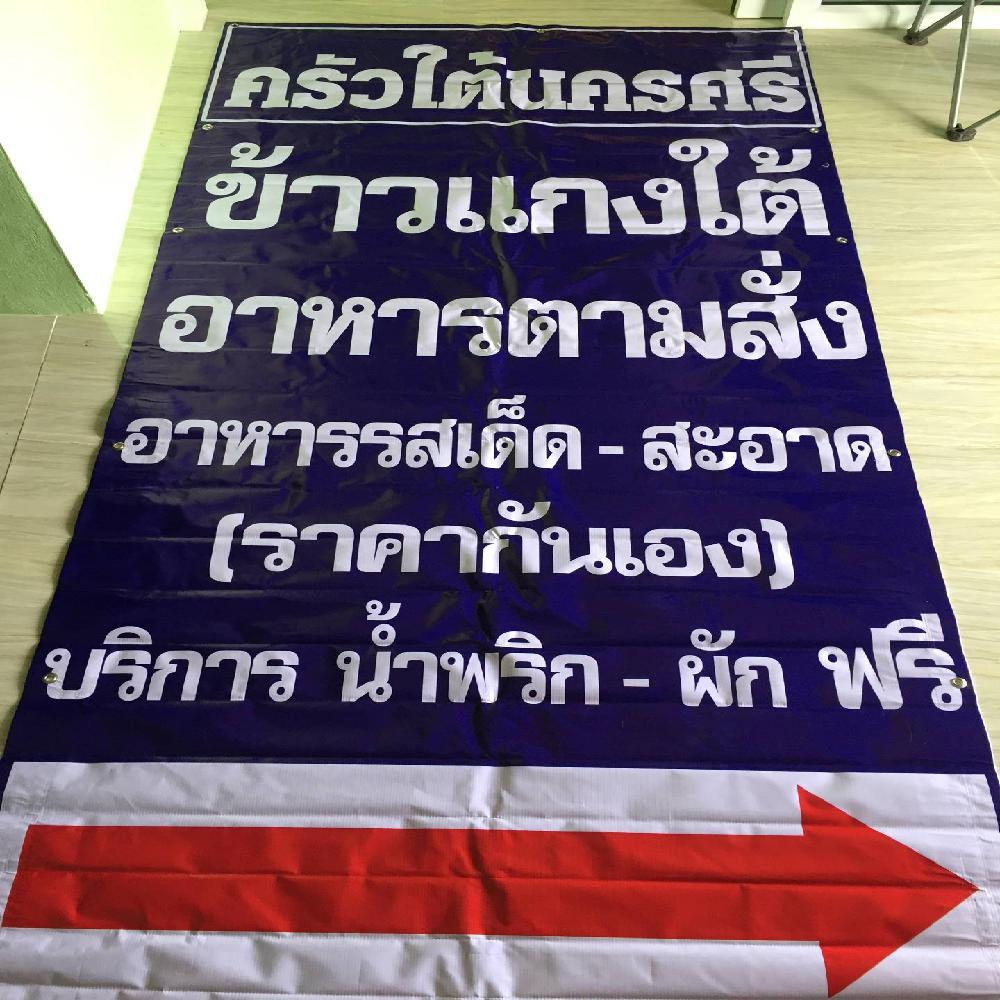 ครัวใต้นครศรี
ข้าวแกงใต้
อาหารตามสั่ง
อาหารรสเด็ด - สะอาด
(ราคากันเอง)
บริการ น้ำพริก - ผัก ฟรี